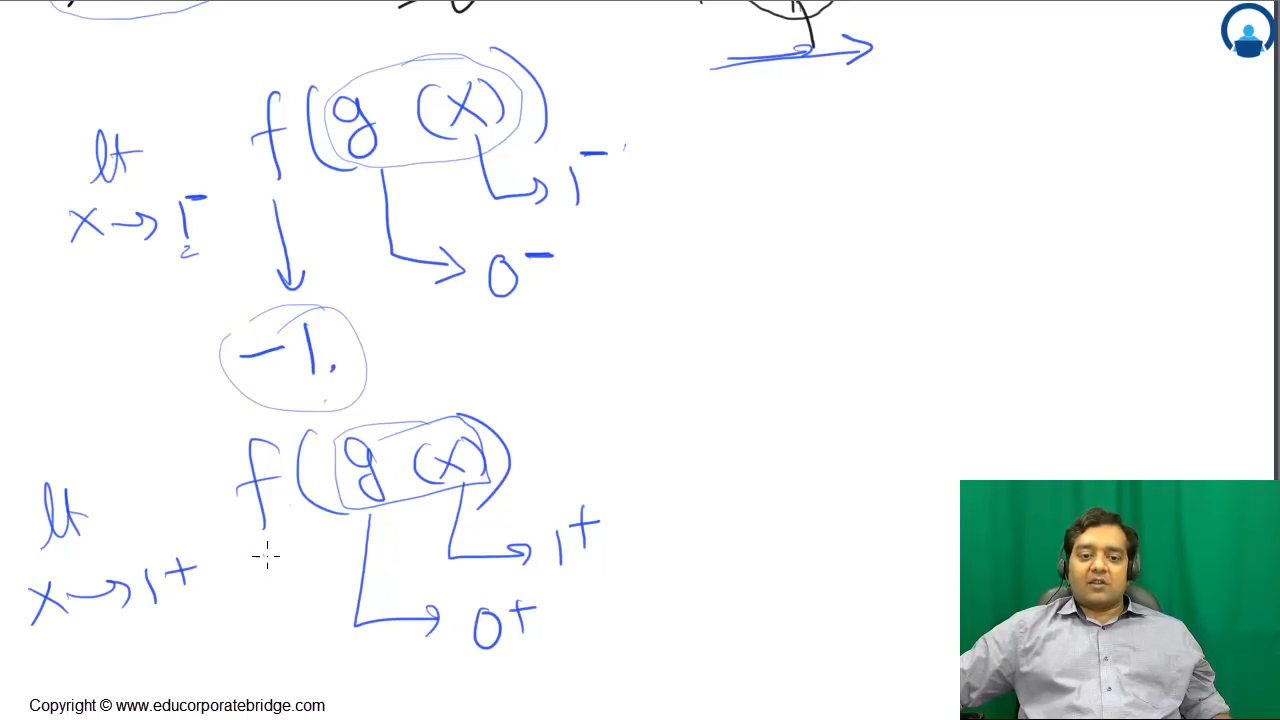 f(g (x))
lt
x → 1⁻
1⁻
0⁻
-1.
f(g (x))
lt
x → 1+
1+
0+
Copyright © www.educorporatebridge.com